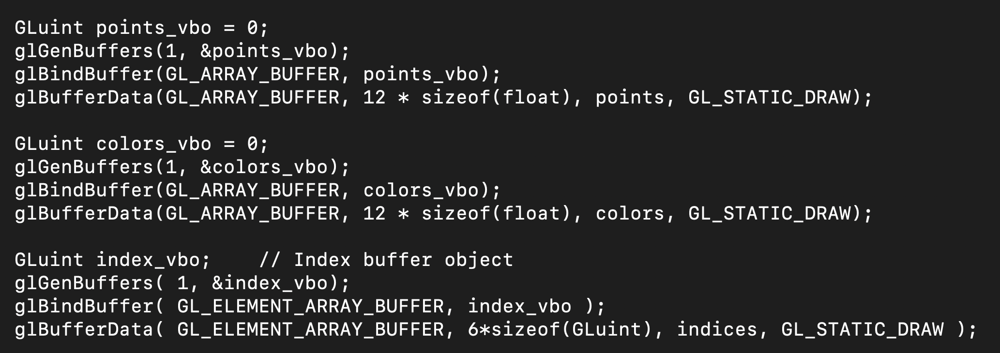 GLuint points_vbo = 0;
glGenBuffers(1, &points_vbo);
glBindBuffer(GL_ARRAY_BUFFER, points_vbo);
glBufferData(GL_ARRAY_BUFFER, 12 * sizeof(float), points, GL_STATIC_DRAW);

GLuint colors_vbo = 0;
glGenBuffers(1, &colors_vbo);
glBindBuffer(GL_ARRAY_BUFFER, colors_vbo);
glBufferData(GL_ARRAY_BUFFER, 12 * sizeof(float), colors, GL_STATIC_DRAW);

GLuint index_vbo;    // Index buffer object
glGenBuffers( 1, &index_vbo);
glBindBuffer( GL_ELEMENT_ARRAY_BUFFER, index_vbo );
glBufferData( GL_ELEMENT_ARRAY_BUFFER, 6*sizeof(GLuint), indices, GL_STATIC_DRAW );